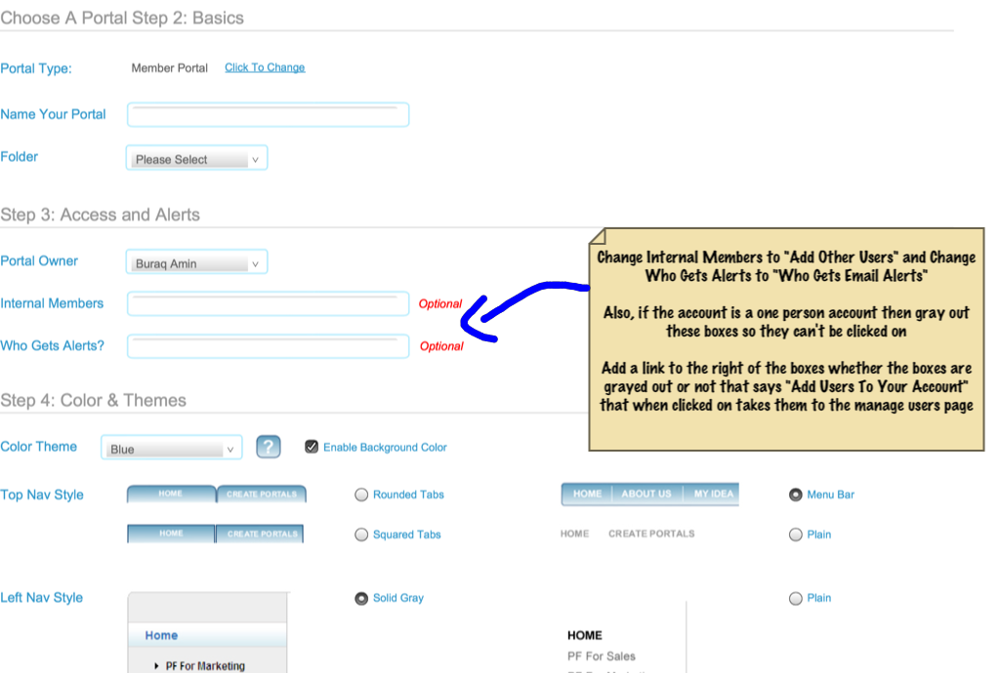 Choose A Portal Step 2: Basics
Portal Type: Member Portal Click To Change
Name Your Portal
Folder Please Select
Step 3: Access and Alerts
Portal Owner Buraq Amin
Internal Members Optional
Who Gets Alerts? Optional
Change Internal Members to "Add Other Users" and Change
Who Gets Alerts to "Who Gets Email Alerts"
Also, if the account is a one person account then gray out
these boxes so they can't be clicked on
Add a link to the right of the boxes whether the boxes are
grayed out or not that says "Add Users To Your Account"
that when clicked on takes them to the manage users page
Step 4: Color & Themes
Color Theme Blue ? Enable Background Color
Top Nav Style HOME CREATE PORTALS Rounded Tabs HOME ABOUT US MY IDEA Menu Bar
HOME CREATE PORTALS Squared Tabs HOME CREATE PORTALS Plain
Left Nav Style Solid Gray Plain
Home HOME
PF For Marketing PF For Sales